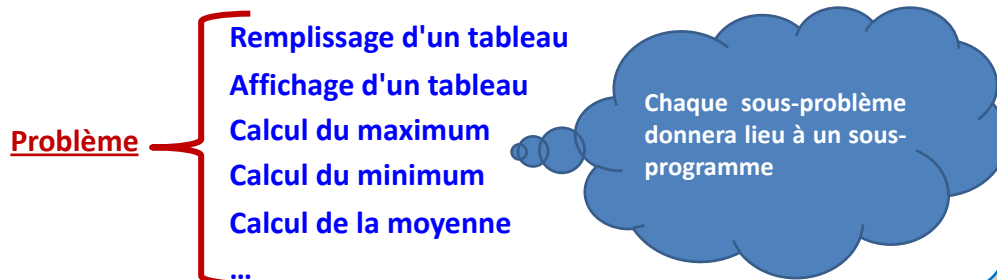 Remplissage d'un tableau
Affichage d'un tableau
Problème
Calcul du maximum
Calcul du minimum
Calcul de la moyenne
...
Chaque sous-problème
donnera lieu à un sous-
programme